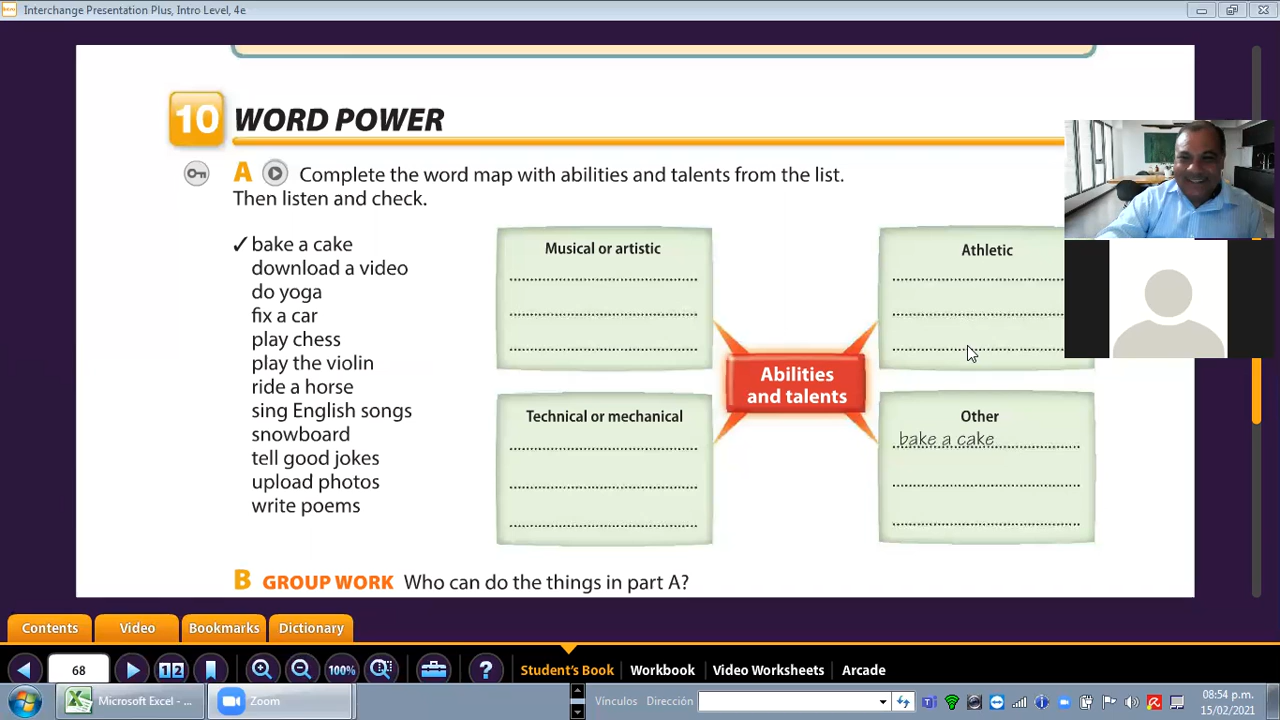 Interchange Presentation Plus, Intro Level, 4e
10 WORD POWER
A Complete the word map with abilities and talents from the list.
Then listen and check.
✓ bake a cake
download a video
do yoga
fix a car
play chess
play the violin
ride a horse
sing English songs
snowboard
tell good jokes
upload photos
write poems
Musical or artistic
Athletic
Abilities
and talents
Technical or mechanical
Other
bake a cake
B GROUP WORK Who can do the things in part A?
Contents
Video
Bookmarks
Dictionary
68
12
100%
?
Student's Book
Workbook
Video Worksheets
Arcade
Microsoft Excel - ...
Zoom
Vínculos
Dirección
08:54 p.m.
15/02/2021